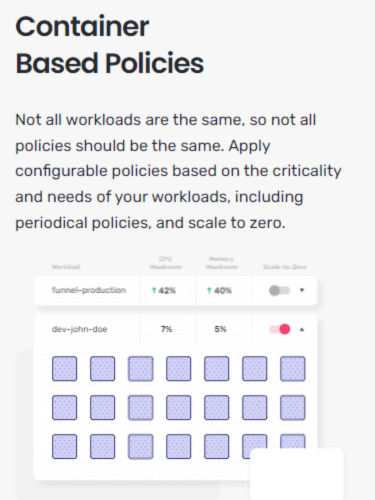 Container
Based Policies
Not all workloads are the same, so not all
policies should be the same. Apply
configurable policies based on the criticality
and needs of your workloads, including
periodical policies, and scale to zero.
CPU Memory
Workload Headroom Headroom Scale-to-Zero
funnel-production ↑ 42% ↑ 40%
dev-john-doe 7% 5%